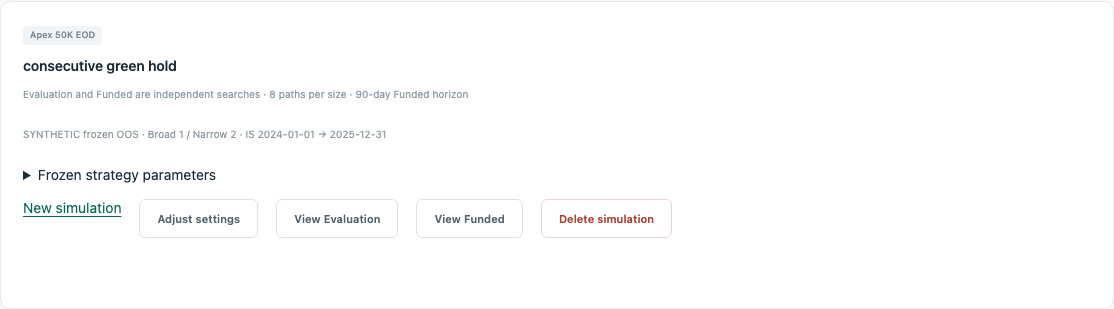 Apex 50K EOD
consecutive green hold
Evaluation and Funded are independent searches · 8 paths per size · 90-day Funded horizon
SYNTHETIC frozen OOS · Broad 1 / Narrow 2 · IS 2024-01-01 → 2025-12-31
▶ Frozen strategy parameters
New simulation Adjust settings View Evaluation View Funded Delete simulation